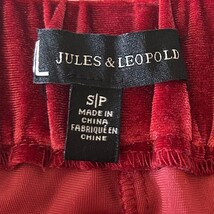 L
JULES & LEOPOLD
S/P
MADE IN
CHINA
FABRIQUÉ EN
CHINE